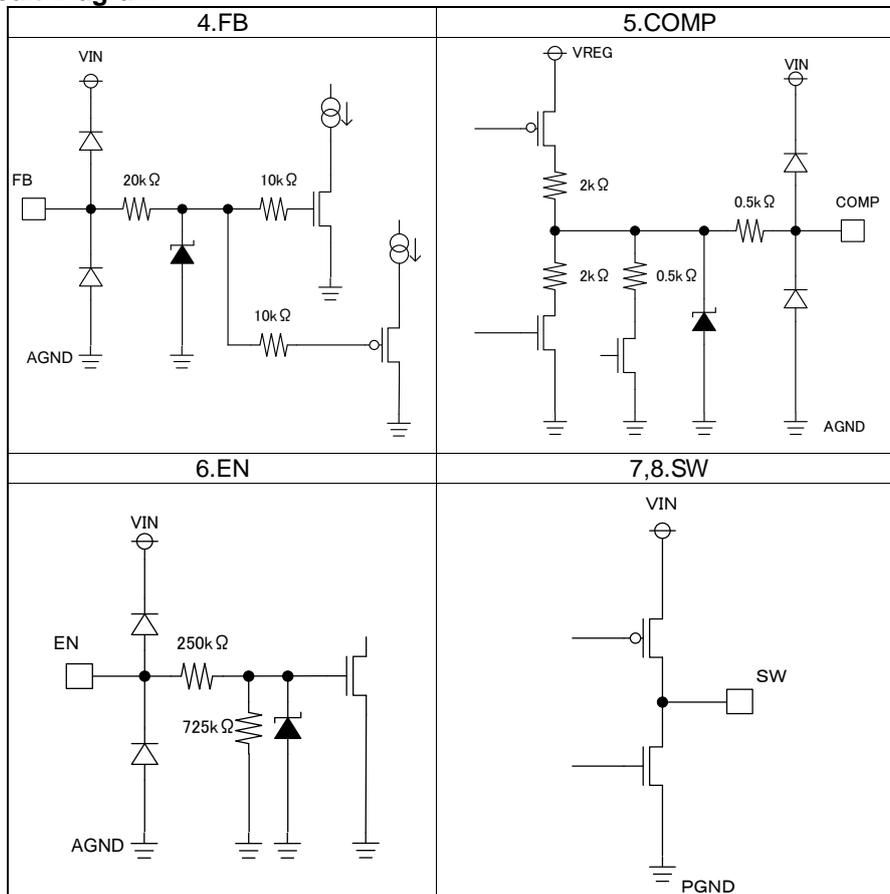 4.FB
5.COMP
VIN
FB
20kΩ
10kΩ
10kΩ
AGND
VREG
VIN
2kΩ
0.5kΩ
COMP
2kΩ
0.5kΩ
AGND
6.EN
7,8.SW
VIN
EN
250kΩ
725kΩ
AGND
VIN
SW
PGND